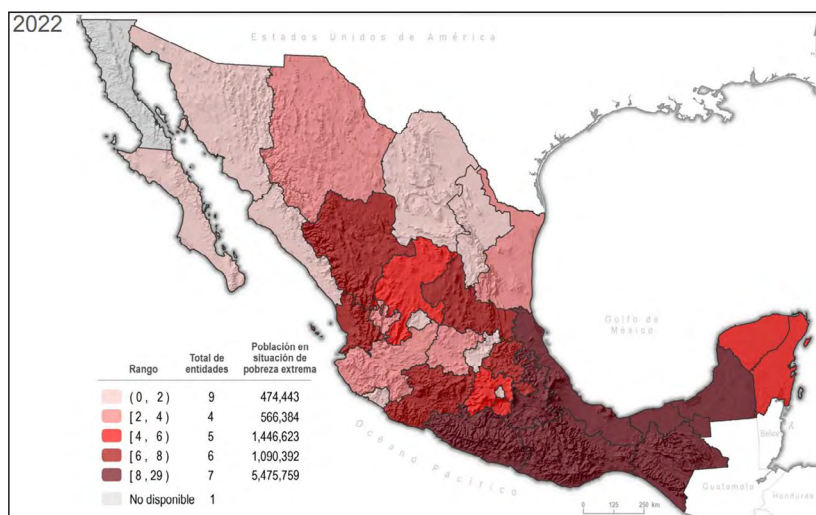 2022
Estados Unidos de América
Golfo de
México
Rango
Total de
entidades
Población en
situación de
pobreza extrema
(0, 2) 9 474,443
[2, 4) 4 566,384
[4, 6) 5 1,446,623
[6, 8) 6 1,090,392
[8, 29) 7 5,475,759
No disponible 1
Océano Pacífico
Belice
Guatemala
Honduras
0 125 250 km.